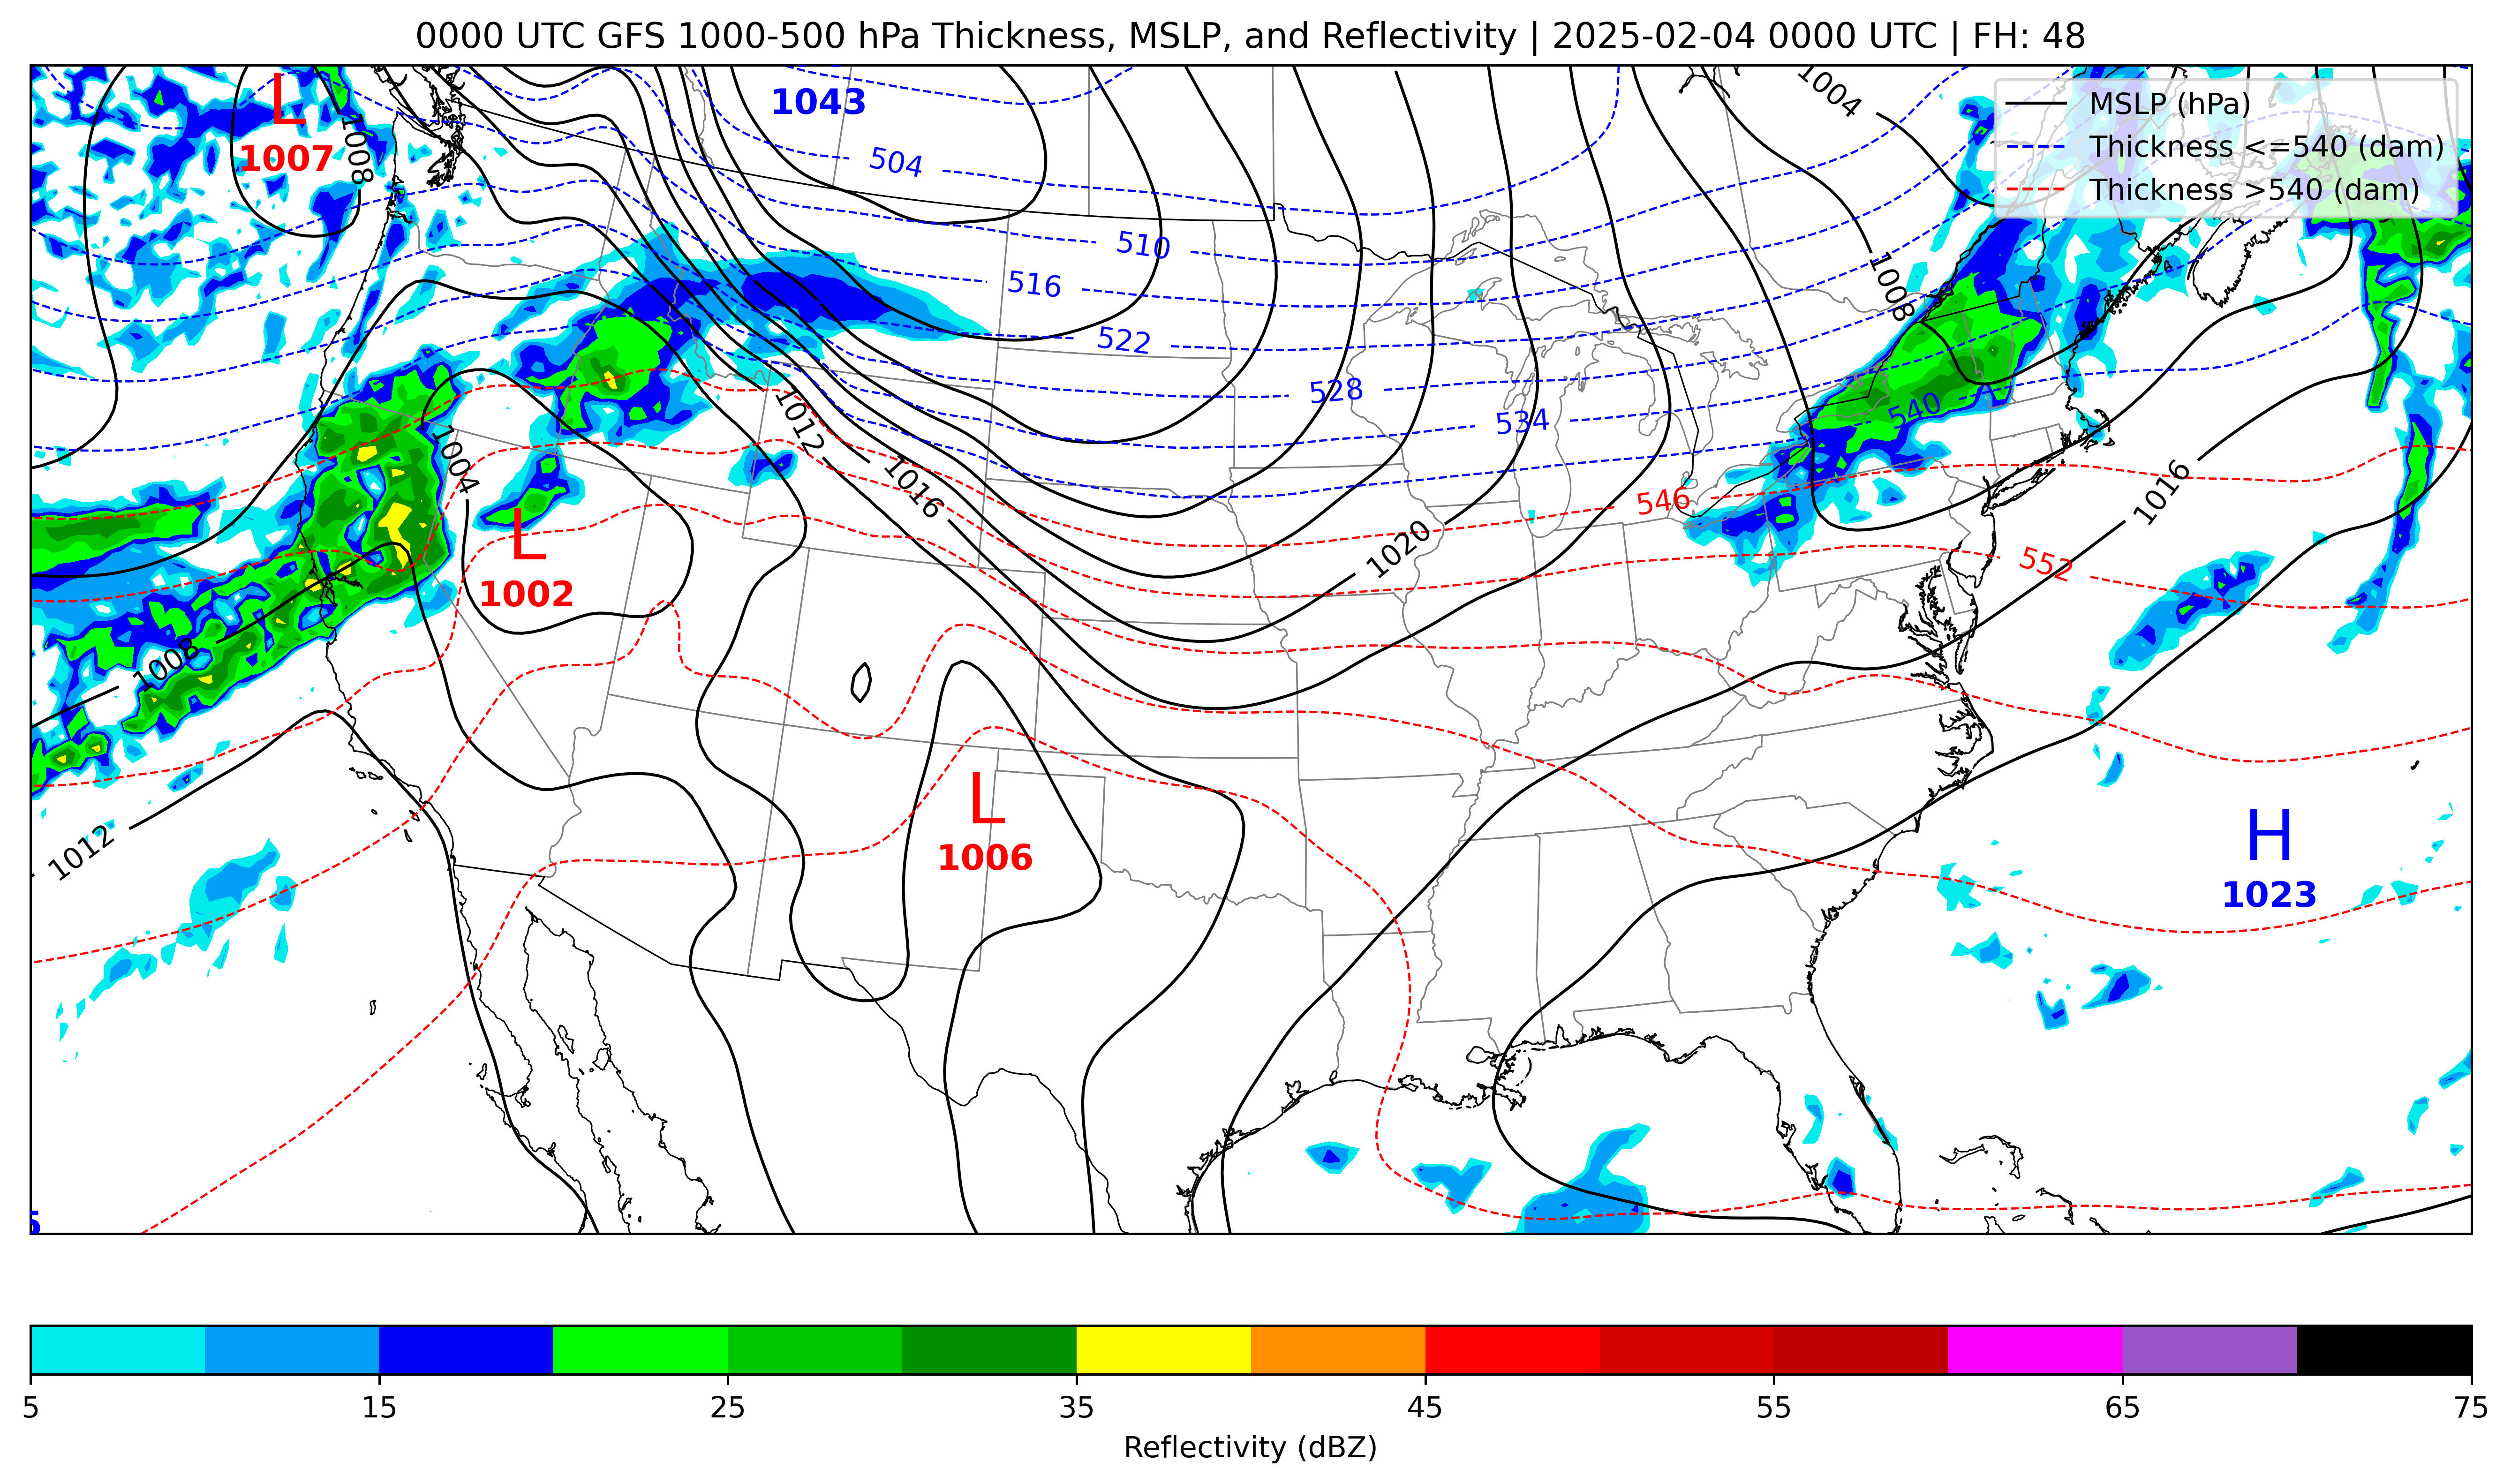 0000 UTC GFS 1000-500 hPa Thickness, MSLP, and Reflectivity | 2025-02-04 0000 UTC | FH: 48
MSLP (hPa)
Thickness <=540 (dam)
Thickness >540 (dam)
L
1007
1008
1043
1004
504
510
516
522
528
534
540
546
552
1008
1012
1016
1004
1020
1016
L
1002
1008
1012
L
1006
H
1023
5
5 15 25 35 45 55 65 75
Reflectivity (dBZ)